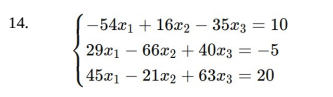 14.
−54x₁ + 16x₂ − 35x₃ = 10
29x₁ − 66x₂ + 40x₃ = −5
45x₁ − 21x₂ + 63x₃ = 20